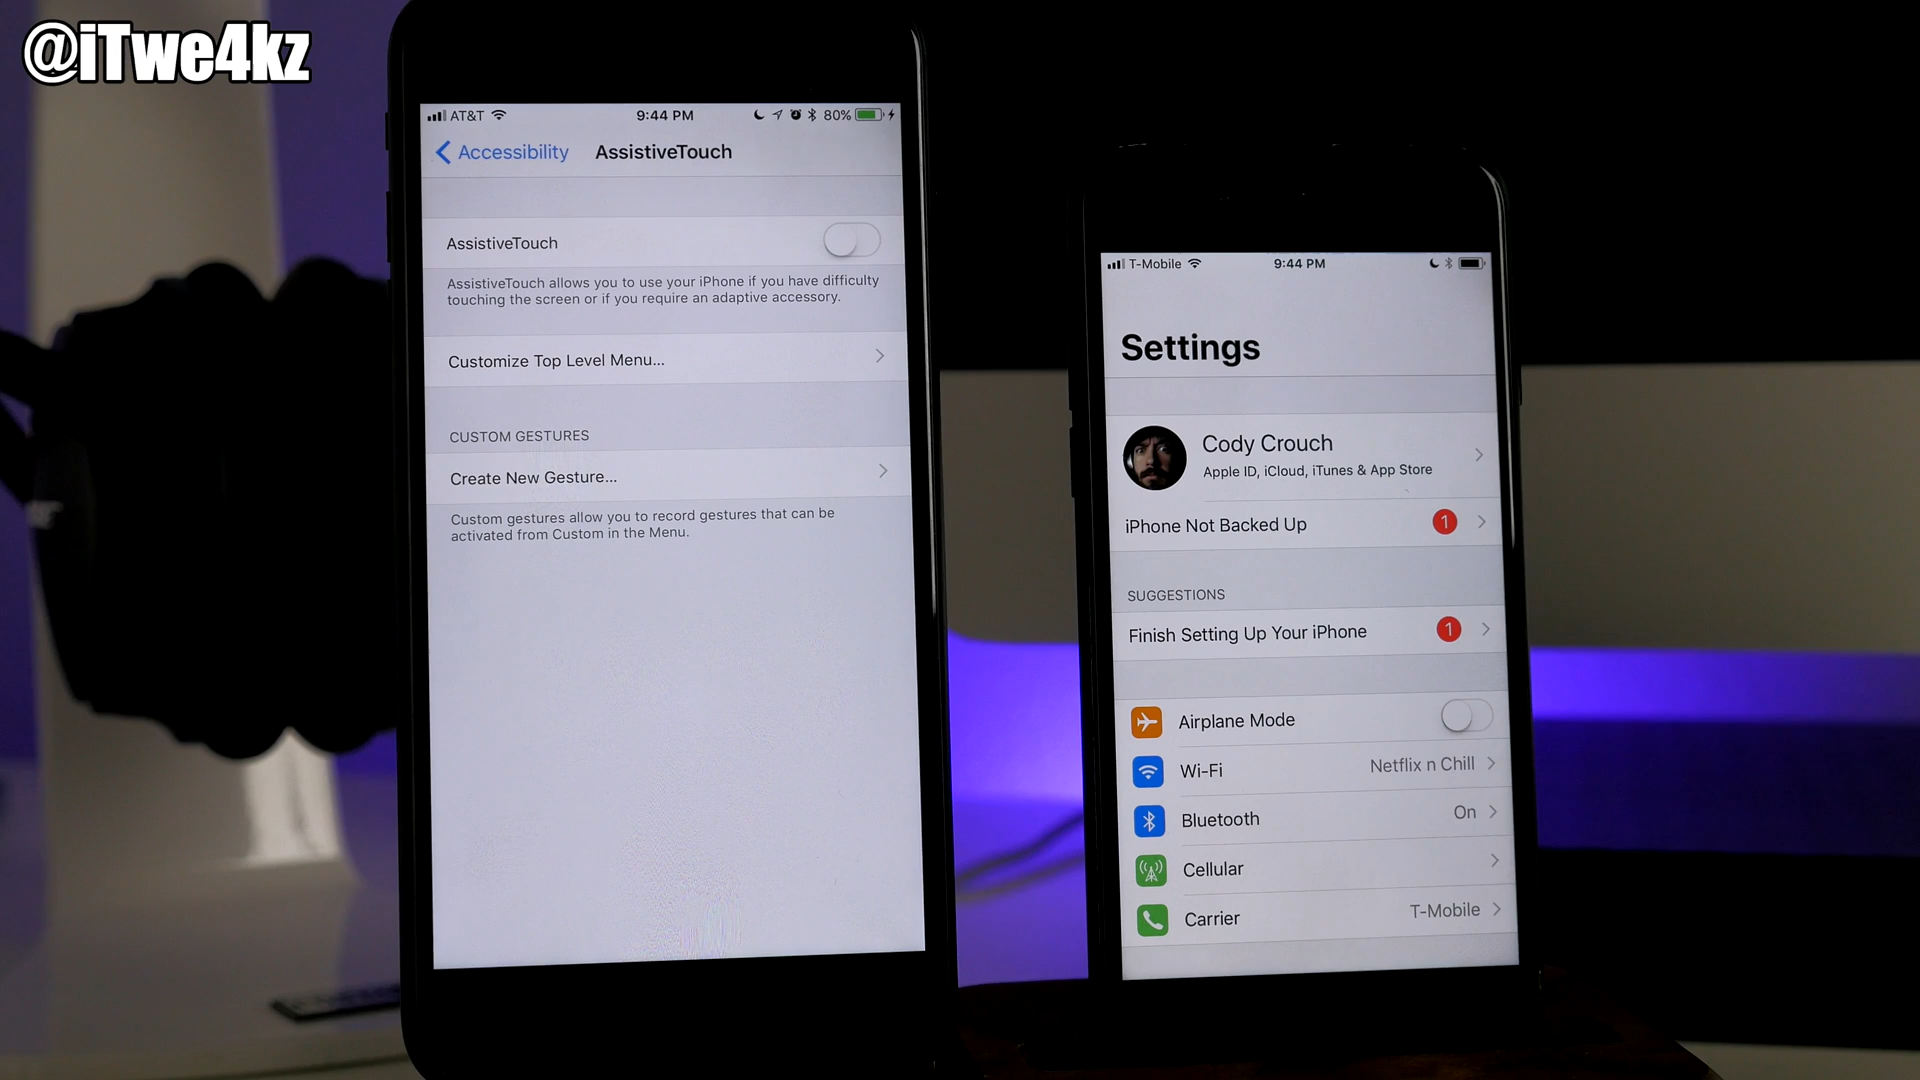 @iTwe4kz
AT&T
9:44 PM
80%
Accessibility
AssistiveTouch
AssistiveTouch
AssistiveTouch allows you to use your iPhone if you have difficulty
touching the screen or if you require an adaptive accessory.
Customize Top Level Menu...
CUSTOM GESTURES
Create New Gesture...
Custom gestures allow you to record gestures that can be
activated from Custom in the Menu.
T-Mobile
9:44 PM
Settings
Cody Crouch
Apple ID, iCloud, iTunes & App Store
iPhone Not Backed Up
1
SUGGESTIONS
Finish Setting Up Your iPhone
1
Airplane Mode
Wi-Fi
Netflix n Chill
Bluetooth
On
Cellular
Carrier
T-Mobile